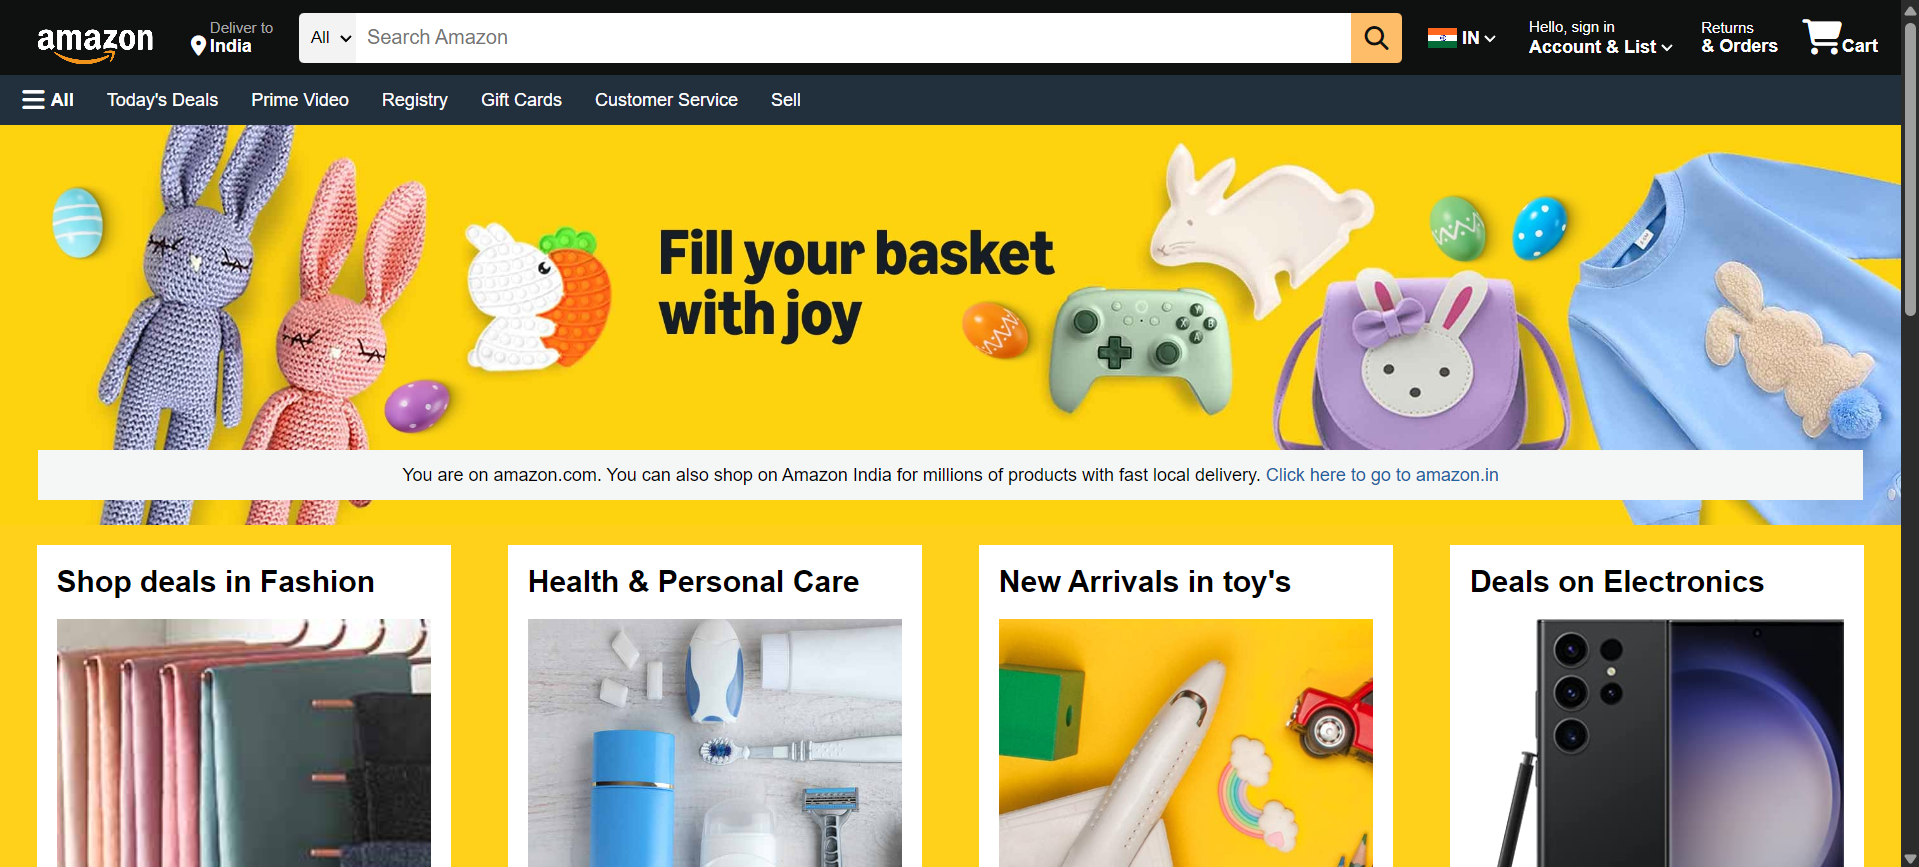 amazon
Deliver to
India
All
Search Amazon
IN
Hello, sign in
Account & List
Returns
& Orders
Cart
All
Today's Deals
Prime Video
Registry
Gift Cards
Customer Service
Sell
Fill your basket
with joy
Y
X
B
A
You are on amazon.com. You can also shop on Amazon India for millions of products with fast local delivery. Click here to go to amazon.in
Shop deals in Fashion
Health & Personal Care
New Arrivals in toy's
Deals on Electronics